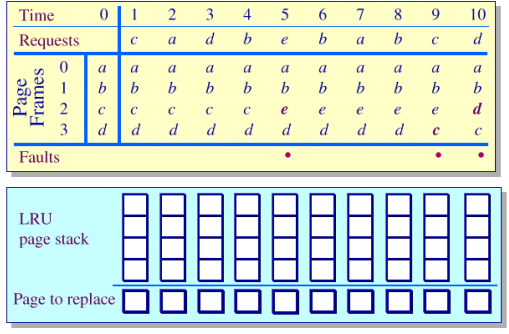 Time 0 1 2 3 4 5 6 7 8 9 10
Requests c a d b e b a b c d
Page Frames
0 a a a a a a a a a a a
1 b b b b b b b b b b b
2 c c c c c e e e e e d
3 d d d d d d d d d c c
Faults • • •
LRU
page stack
Page to replace